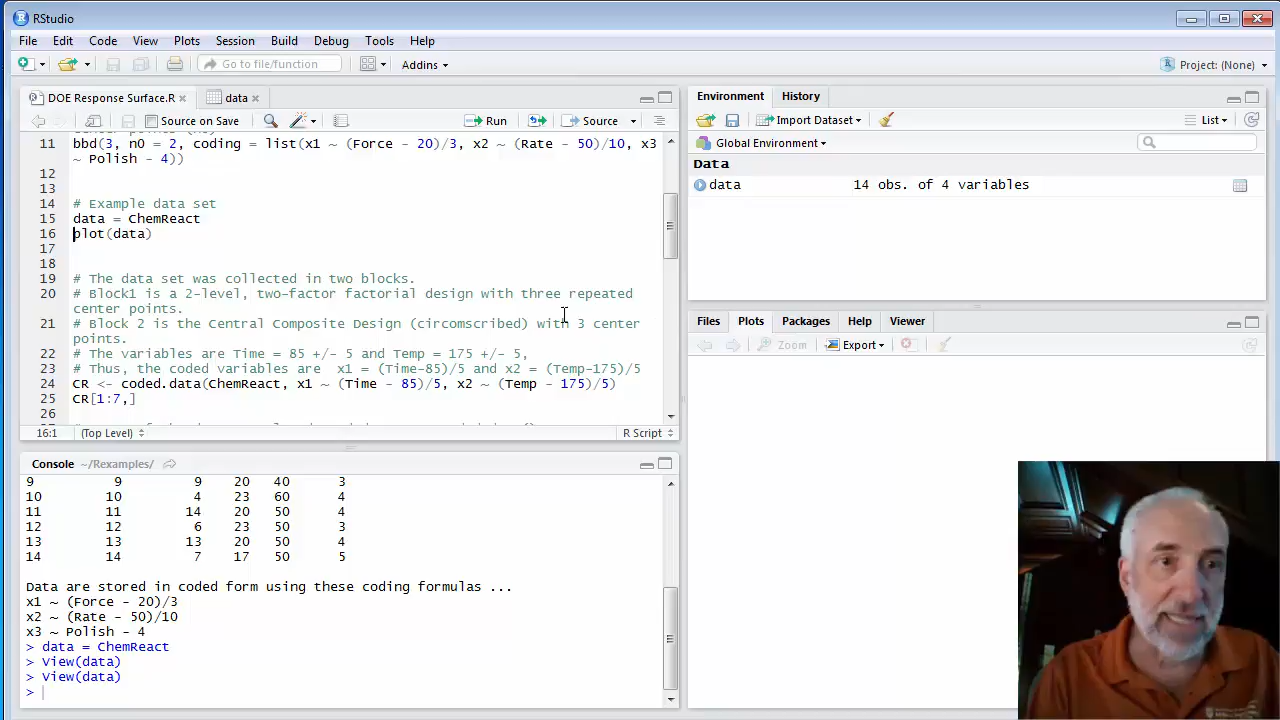 RStudio
File Edit Code View Plots Session Build Debug Tools Help
Go to file/function Addins Project: (None)
DOE Response Surface.R data
Source on Save Run Source
11 bbd(3, n0 = 2, coding = list(x1 ~ (Force - 20)/3, x2 ~ (Rate - 50)/10, x3
~ Polish - 4))
12
13
14 # Example data set
15 data = ChemReact
16 plot(data)
17
18
19 # The data set was collected in two blocks.
20 # Block1 is a 2-level, two-factor factorial design with three repeated
center points.
21 # Block 2 is the Central Composite Design (circomscribed) with 3 center
points.
22 # The variables are Time = 85 +/- 5 and Temp = 175 +/- 5,
23 # Thus, the coded variables are x1 = (Time-85)/5 and x2 = (Temp-175)/5
24 CR <- coded.data(ChemReact, x1 ~ (Time - 85)/5, x2 ~ (Temp - 175)/5)
25 CR[1:7,]
26
16:1 (Top Level) R Script
Console ~/Rexamples/
9 9 9 20 40 3
10 10 4 23 60 4
11 11 14 20 50 4
12 12 6 23 50 3
13 13 13 20 50 4
14 14 7 17 50 5
Data are stored in coded form using these coding formulas ...
x1 ~ (Force - 20)/3
x2 ~ (Rate - 50)/10
x3 ~ Polish - 4
> data = ChemReact
> View(data)
> View(data)
>
Environment History
Import Dataset List
Global Environment
Data
data 14 obs. of 4 variables
Files Plots Packages Help Viewer
Zoom Export